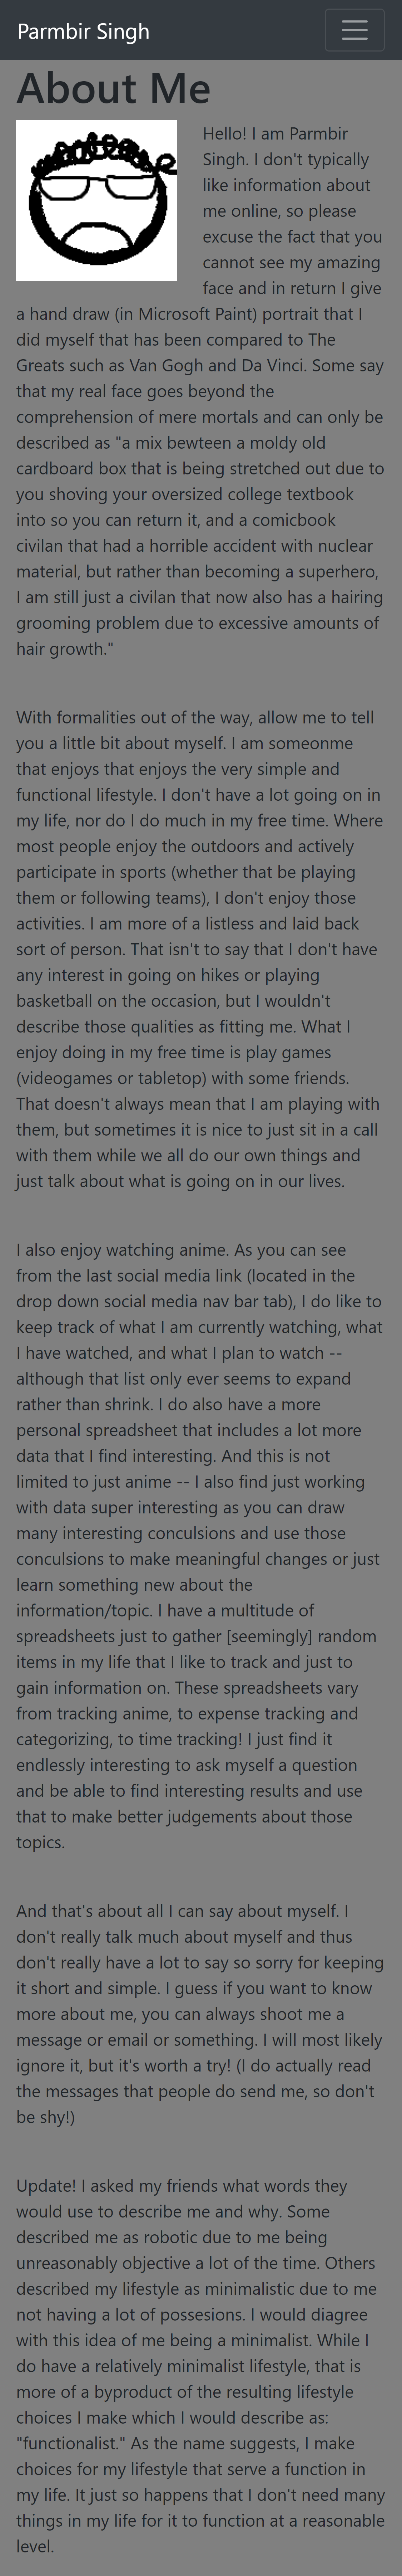 Parmbir Singh
About Me
Hello! I am Parmbir
Singh. I don't typically
like information about
me online, so please
excuse the fact that you
cannot see my amazing
face and in return I give
a hand draw (in Microsoft Paint) portrait that I
did myself that has been compared to The
Greats such as Van Gogh and Da Vinci. Some say
that my real face goes beyond the
comprehension of mere mortals and can only be
described as "a mix bewteen a moldy old
cardboard box that is being stretched out due to
you shoving your oversized college textbook
into so you can return it, and a comicbook
civilan that had a horrible accident with nuclear
material, but rather than becoming a superhero,
I am still just a civilan that now also has a hairing
grooming problem due to excessive amounts of
hair growth."
With formalities out of the way, allow me to tell
you a little bit about myself. I am someonme
that enjoys that enjoys the very simple and
functional lifestyle. I don't have a lot going on in
my life, nor do I do much in my free time. Where
most people enjoy the outdoors and actively
participate in sports (whether that be playing
them or following teams), I don't enjoy those
activities. I am more of a listless and laid back
sort of person. That isn't to say that I don't have
any interest in going on hikes or playing
basketball on the occasion, but I wouldn't
describe those qualities as fitting me. What I
enjoy doing in my free time is play games
(videogames or tabletop) with some friends.
That doesn't always mean that I am playing with
them, but sometimes it is nice to just sit in a call
with them while we all do our own things and
just talk about what is going on in our lives.
I also enjoy watching anime. As you can see
from the last social media link (located in the
drop down social media nav bar tab), I do like to
keep track of what I am currently watching, what
I have watched, and what I plan to watch --
although that list only ever seems to expand
rather than shrink. I do also have a more
personal spreadsheet that includes a lot more
data that I find interesting. And this is not
limited to just anime -- I also find just working
with data super interesting as you can draw
many interesting conculsions and use those
conculsions to make meaningful changes or just
learn something new about the
information/topic. I have a multitude of
spreadsheets just to gather [seemingly] random
items in my life that I like to track and just to
gain information on. These spreadsheets vary
from tracking anime, to expense tracking and
categorizing, to time tracking! I just find it
endlessly interesting to ask myself a question
and be able to find interesting results and use
that to make better judgements about those
topics.
And that's about all I can say about myself. I
don't really talk much about myself and thus
don't really have a lot to say so sorry for keeping
it short and simple. I guess if you want to know
more about me, you can always shoot me a
message or email or something. I will most likely
ignore it, but it's worth a try! (I do actually read
the messages that people do send me, so don't
be shy!)
Update! I asked my friends what words they
would use to describe me and why. Some
described me as robotic due to me being
unreasonably objective a lot of the time. Others
described my lifestyle as minimalistic due to me
not having a lot of possesions. I would diagree
with this idea of me being a minimalist. While I
do have a relatively minimalist lifestyle, that is
more of a byproduct of the resulting lifestyle
choices I make which I would describe as:
"functionalist." As the name suggests, I make
choices for my lifestyle that serve a function in
my life. It just so happens that I don't need many
things in my life for it to function at a reasonable
level.